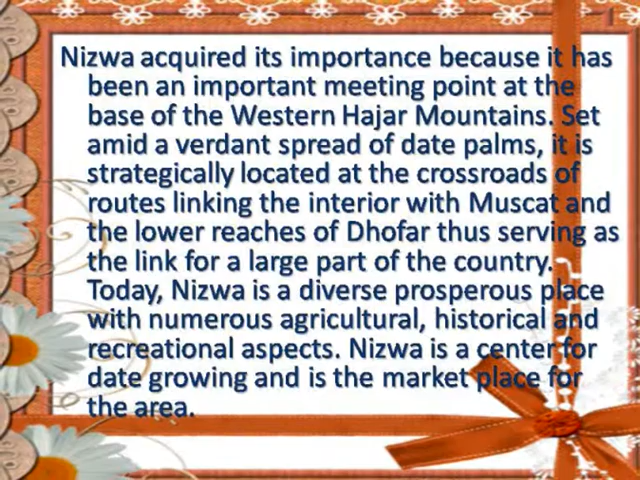 Nizwa acquired its importance because it has
been an important meeting point at the
base of the Western Hajar Mountains. Set
amid a verdant spread of date palms, it is
strategically located at the crossroads of
routes linking the interior with Muscat and
the lower reaches of Dhofar thus serving as
the link for a large part of the country.
Today, Nizwa is a diverse prosperous place
with numerous agricultural, historical and
recreational aspects. Nizwa is a center for
date growing and is the market place for
the area.